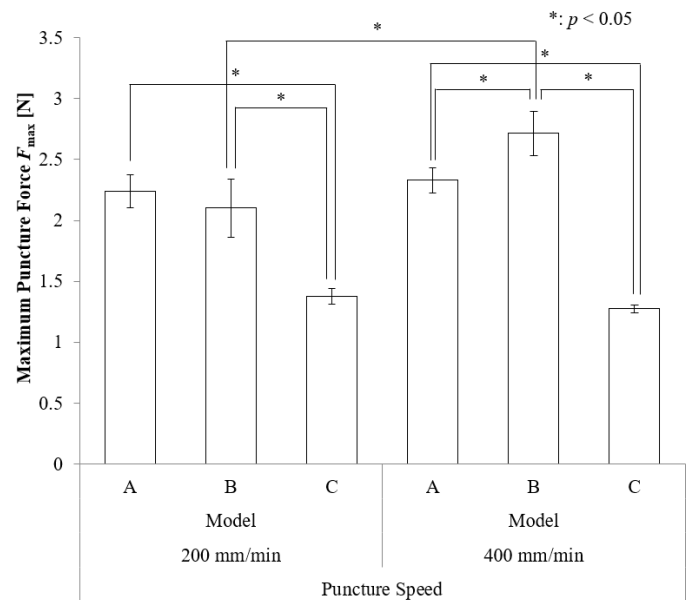 *: p < 0.05
Maximum Puncture Force Fmax [N]
3.5
3
2.5
2
1.5
1
0.5
0
*
*
*
*
*
*
A B C A B C
Model Model
200 mm/min 400 mm/min
Puncture Speed